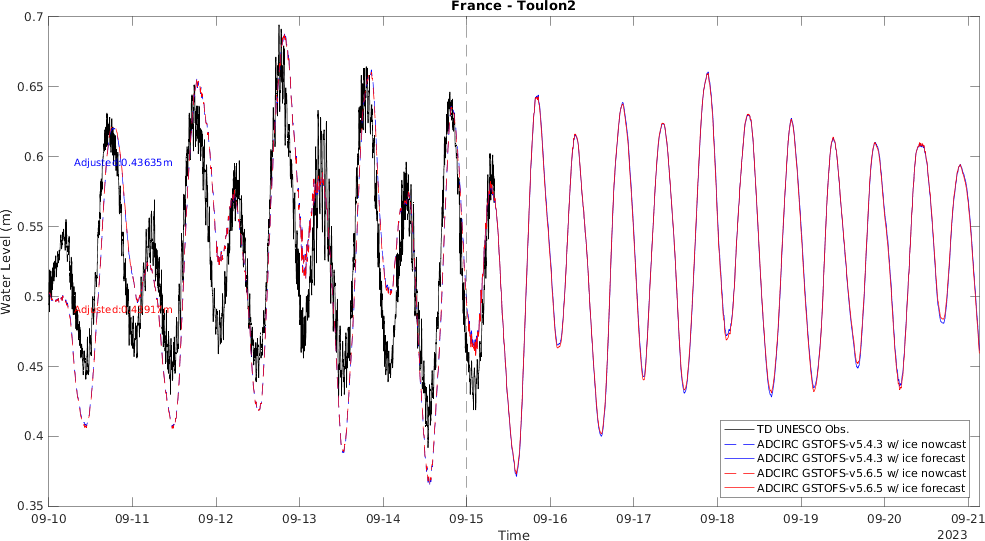 France - Toulon2
0.7
0.65
0.6
0.55
0.5
0.45
0.4
0.35
Water Level (m)
Adjusted:0.43635m
TD UNESCO Obs.
ADCIRC GSTOFS-v5.4.3 w/ ice nowcast
ADCIRC GSTOFS-v5.4.3 w/ ice forecast
ADCIRC GSTOFS-v5.6.5 w/ ice nowcast
ADCIRC GSTOFS-v5.6.5 w/ ice forecast
09-10 09-11 09-12 09-13 09-14 09-15 09-16 09-17 09-18 09-19 09-20 09-21
Time
2023